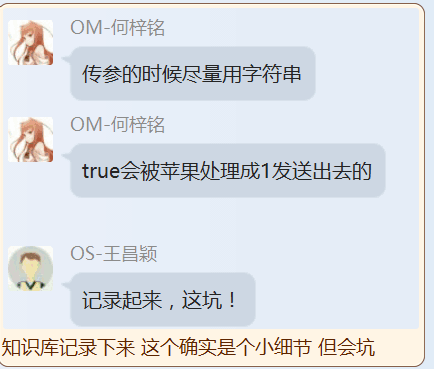 OM-何梓铭
传参的时候尽量用字符串
OM-何梓铭
true会被苹果处理成1发送出去的
OS-王昌颖
记录起来，这坑！
知识库记录下来 这个确实是个小细节 但会坑